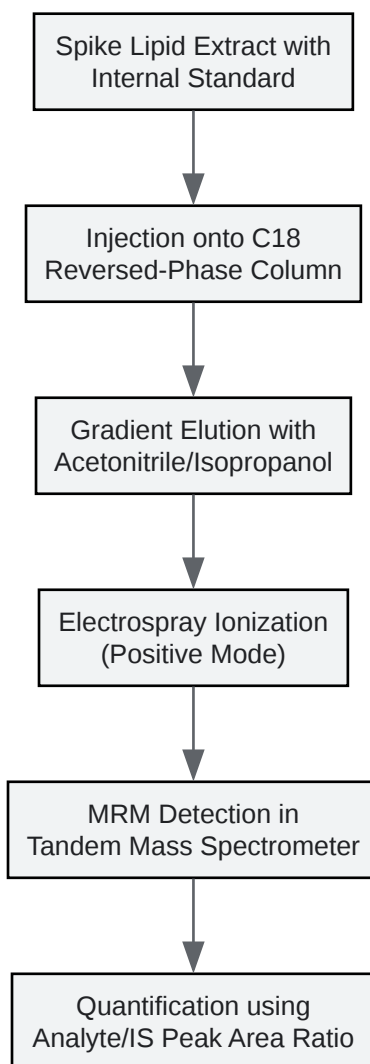 Spike Lipid Extract with
Internal Standard
Injection onto C18
Reversed-Phase Column
Gradient Elution with
Acetonitrile/Isopropanol
Electrospray Ionization
(Positive Mode)
MRM Detection in
Tandem Mass Spectrometer
Quantification using
Analyte/IS Peak Area Ratio